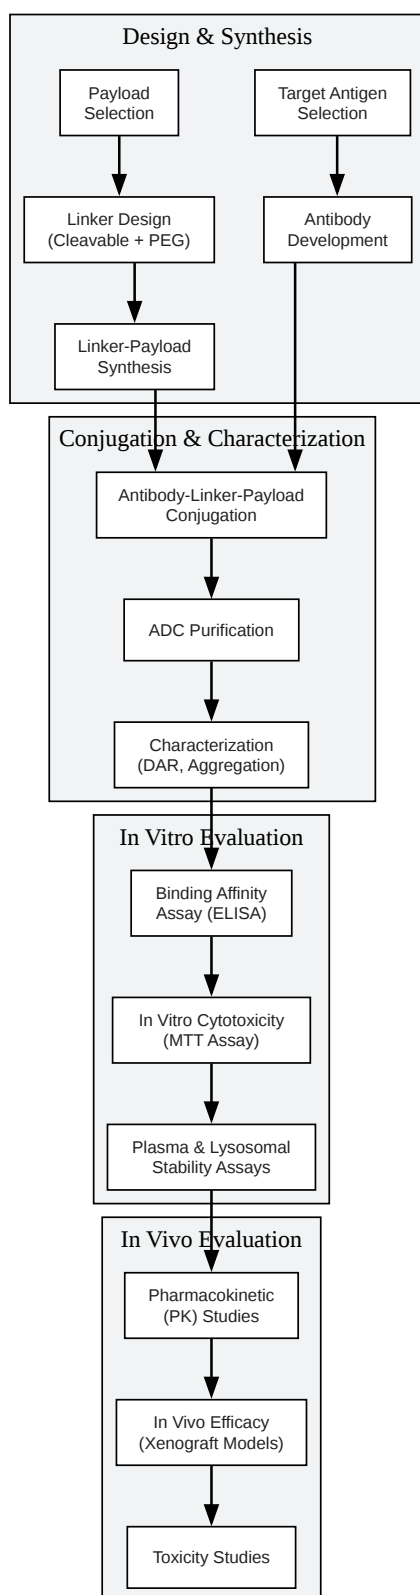 Design & Synthesis
Payload
Selection
Target Antigen
Selection
Linker Design
(Cleavable + PEG)
Antibody
Development
Linker-Payload
Synthesis
Conjugation & Characterization
Antibody-Linker-Payload
Conjugation
ADC Purification
Characterization
(DAR, Aggregation)
In Vitro Evaluation
Binding Affinity
Assay (ELISA)
In Vitro Cytotoxicity
(MTT Assay)
Plasma & Lysosomal
Stability Assays
In Vivo Evaluation
Pharmacokinetic
(PK) Studies
In Vivo Efficacy
(Xenograft Models)
Toxicity Studies